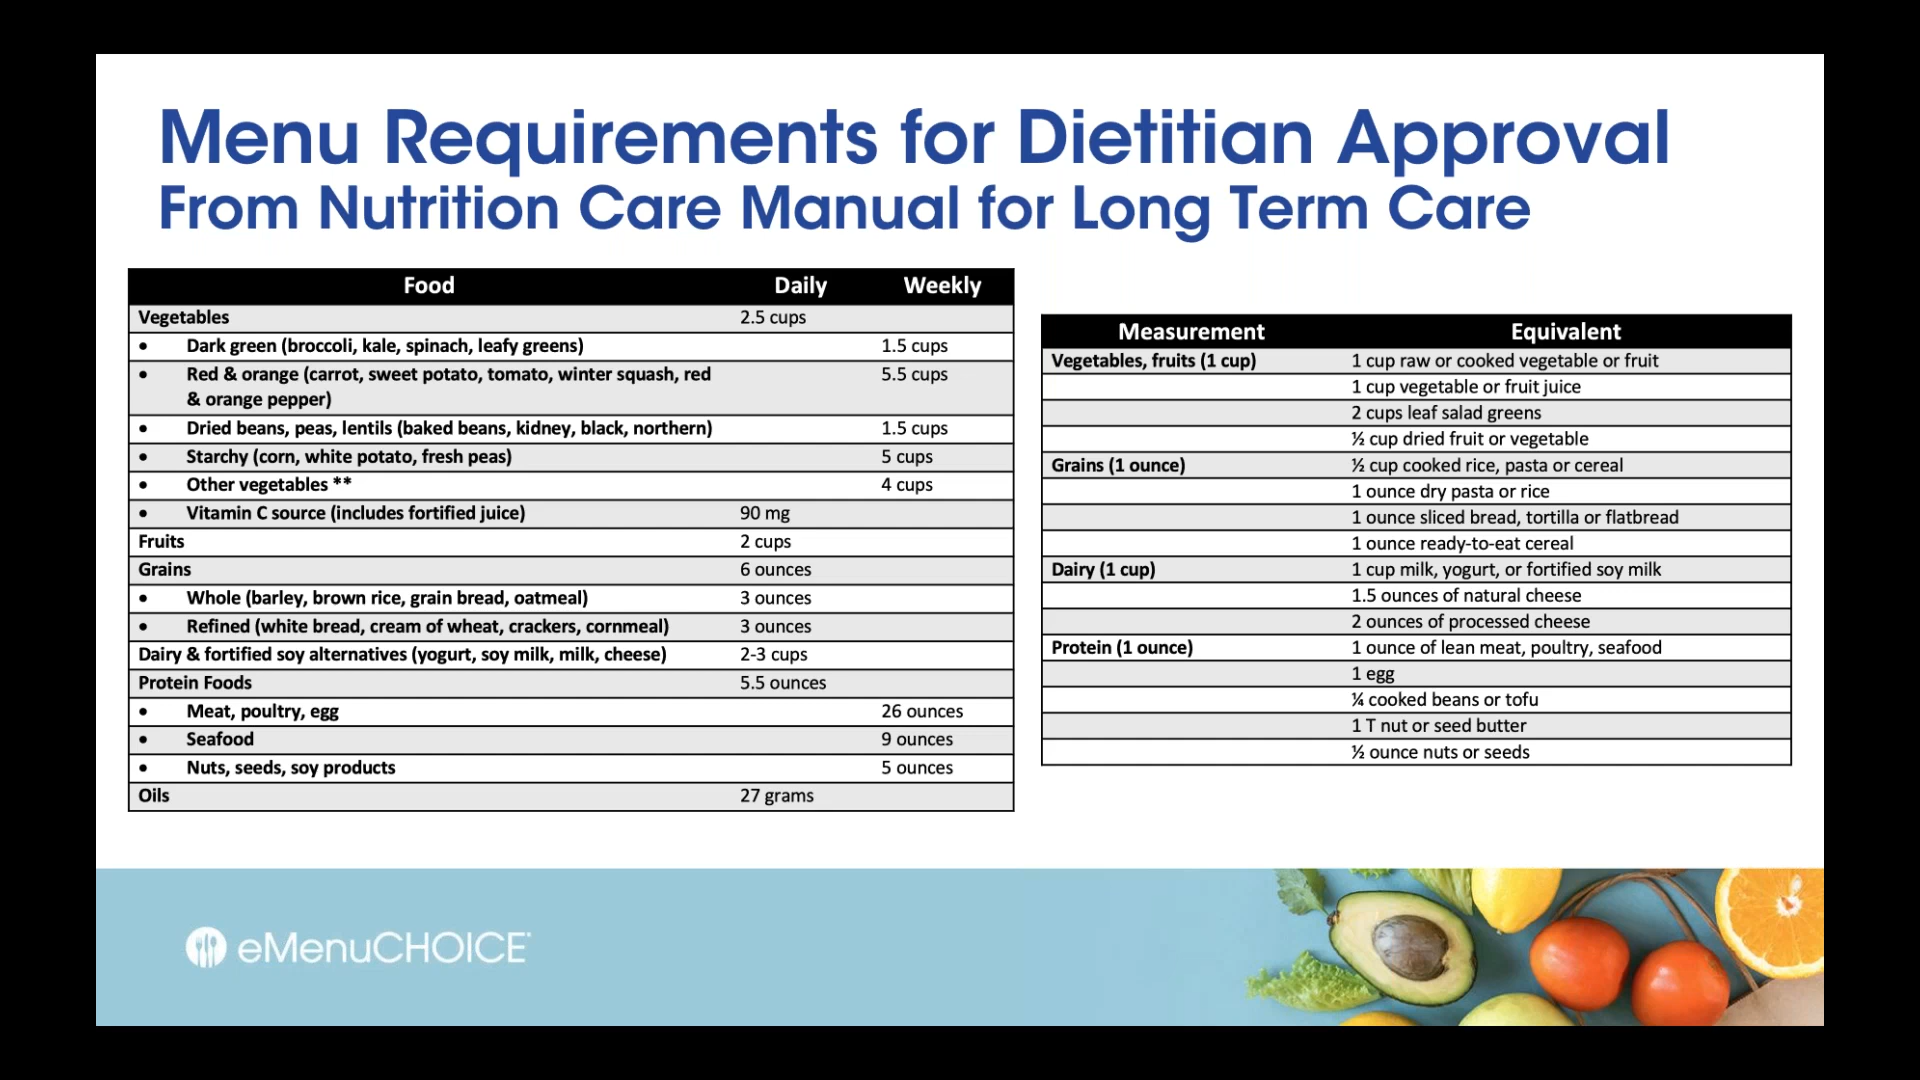 Menu Requirements for Dietitian Approval
From Nutrition Care Manual for Long Term Care
Food Daily Weekly
Vegetables 2.5 cups
• Dark green (broccoli, kale, spinach, leafy greens) 1.5 cups
• Red & orange (carrot, sweet potato, tomato, winter squash, red 5.5 cups
& orange pepper)
• Dried beans, peas, lentils (baked beans, kidney, black, northern) 1.5 cups
• Starchy (corn, white potato, fresh peas) 5 cups
• Other vegetables ** 4 cups
• Vitamin C source (includes fortified juice) 90 mg
Fruits 2 cups
Grains 6 ounces
• Whole (barley, brown rice, grain bread, oatmeal) 3 ounces
• Refined (white bread, cream of wheat, crackers, cornmeal) 3 ounces
Dairy & fortified soy alternatives (yogurt, soy milk, milk, cheese) 2-3 cups
Protein Foods 5.5 ounces
• Meat, poultry, egg 26 ounces
• Seafood 9 ounces
• Nuts, seeds, soy products 5 ounces
Oils 27 grams
Measurement Equivalent
Vegetables, fruits (1 cup) 1 cup raw or cooked vegetable or fruit
1 cup vegetable or fruit juice
2 cups leaf salad greens
½ cup dried fruit or vegetable
Grains (1 ounce) ½ cup cooked rice, pasta or cereal
1 ounce dry pasta or rice
1 ounce sliced bread, tortilla or flatbread
1 ounce ready-to-eat cereal
Dairy (1 cup) 1 cup milk, yogurt, or fortified soy milk
1.5 ounces of natural cheese
2 ounces of processed cheese
Protein (1 ounce) 1 ounce of lean meat, poultry, seafood
1 egg
¼ cooked beans or tofu
1 T nut or seed butter
½ ounce nuts or seeds
eMenuCHOICE